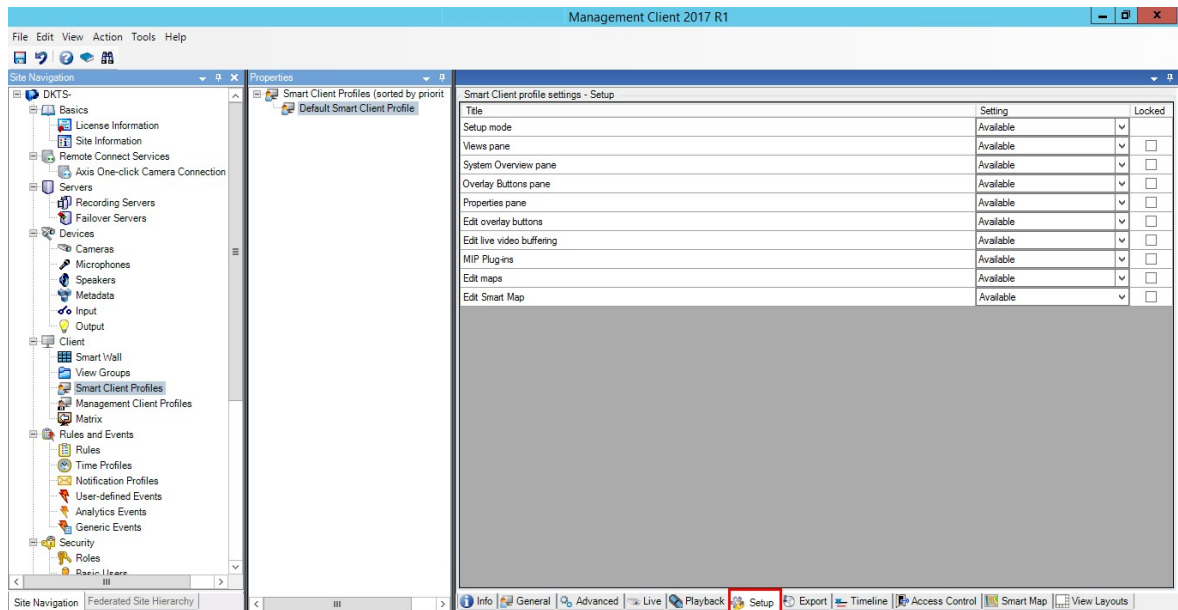 Management Client 2017 R1
File Edit View Action Tools Help
Site Navigation
DKTS-
Basics
License Information
Site Information
Remote Connect Services
Axis One-click Camera Connection
Servers
Recording Servers
Failover Servers
Devices
Cameras
Microphones
Speakers
Metadata
Input
Output
Client
Smart Wall
View Groups
Smart Client Profiles
Management Client Profiles
Matrix
Rules and Events
Rules
Time Profiles
Notification Profiles
User-defined Events
Analytics Events
Generic Events
Security
Roles
Basic Users
Site Navigation Federated Site Hierarchy
Properties
Smart Client Profiles (sorted by priorit
Default Smart Client Profile
Smart Client profile settings - Setup
Title Setting Locked
Setup mode Available
Views pane Available
System Overview pane Available
Overlay Buttons pane Available
Properties pane Available
Edit overlay buttons Available
Edit live video buffering Available
MIP Plug-ins Available
Edit maps Available
Edit Smart Map Available
Info General Advanced Live Playback Setup Export Timeline Access Control Smart Map View Layouts